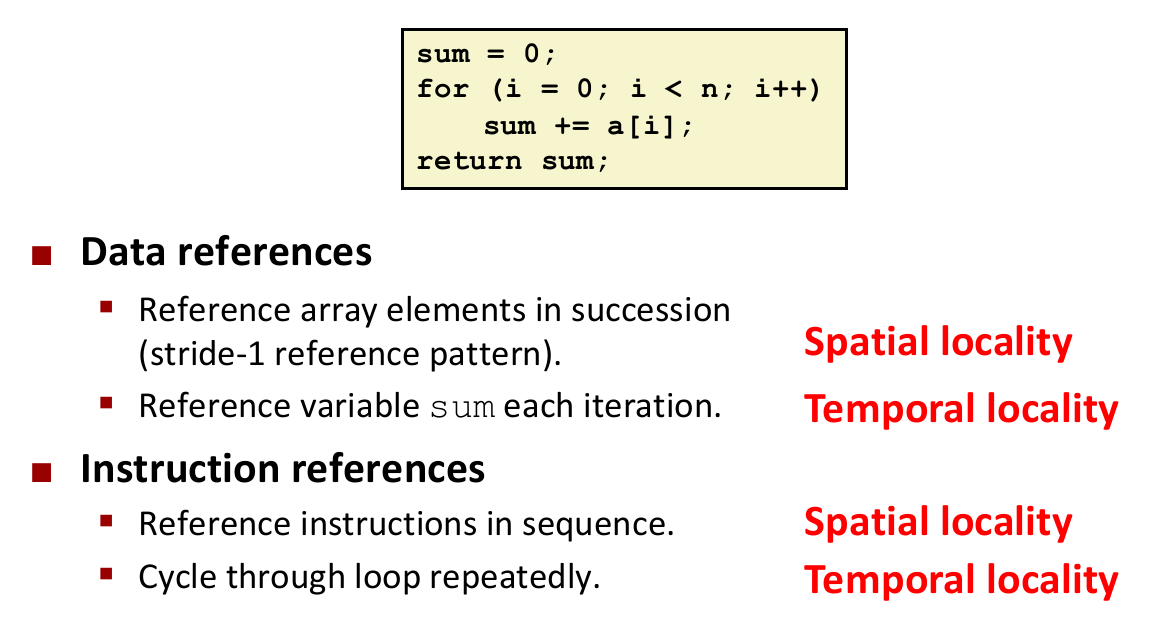 sum = 0;
for (i = 0; i < n; i++)
    sum += a[i];
return sum;
Data references
Reference array elements in succession
(stride-1 reference pattern).
Spatial locality
Reference variable sum each iteration.
Temporal locality
Instruction references
Reference instructions in sequence.
Spatial locality
Cycle through loop repeatedly.
Temporal locality